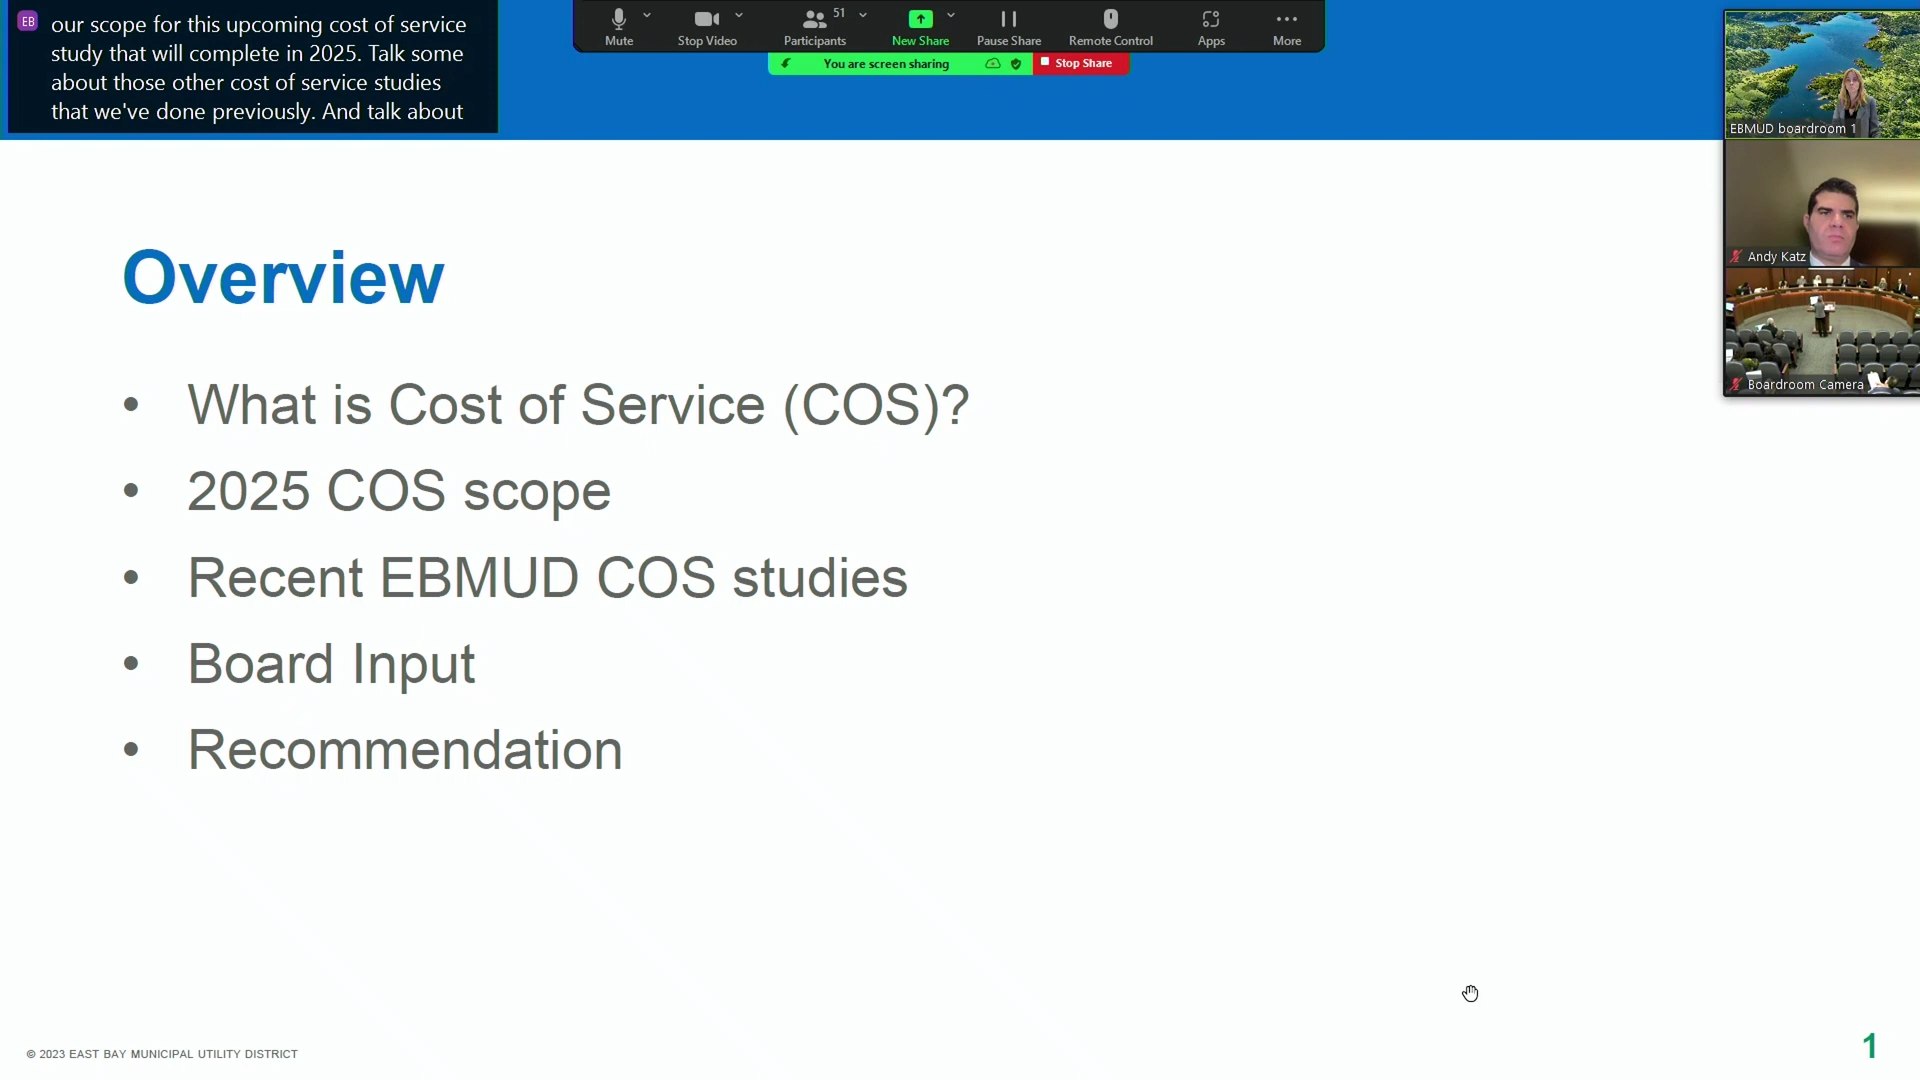 EB
our scope for this upcoming cost of service
study that will complete in 2025. Talk some
about those other cost of service studies
that we've done previously. And talk about
Mute
Stop Video
Participants
51
New Share
Pause Share
Remote Control
Apps
More
You are screen sharing
Stop Share
EBMUD boardroom 1
Andy Katz
Boardroom Camera
Overview
• What is Cost of Service (COS)?
• 2025 COS scope
• Recent EBMUD COS studies
• Board Input
• Recommendation
© 2023 EAST BAY MUNICIPAL UTILITY DISTRICT
1